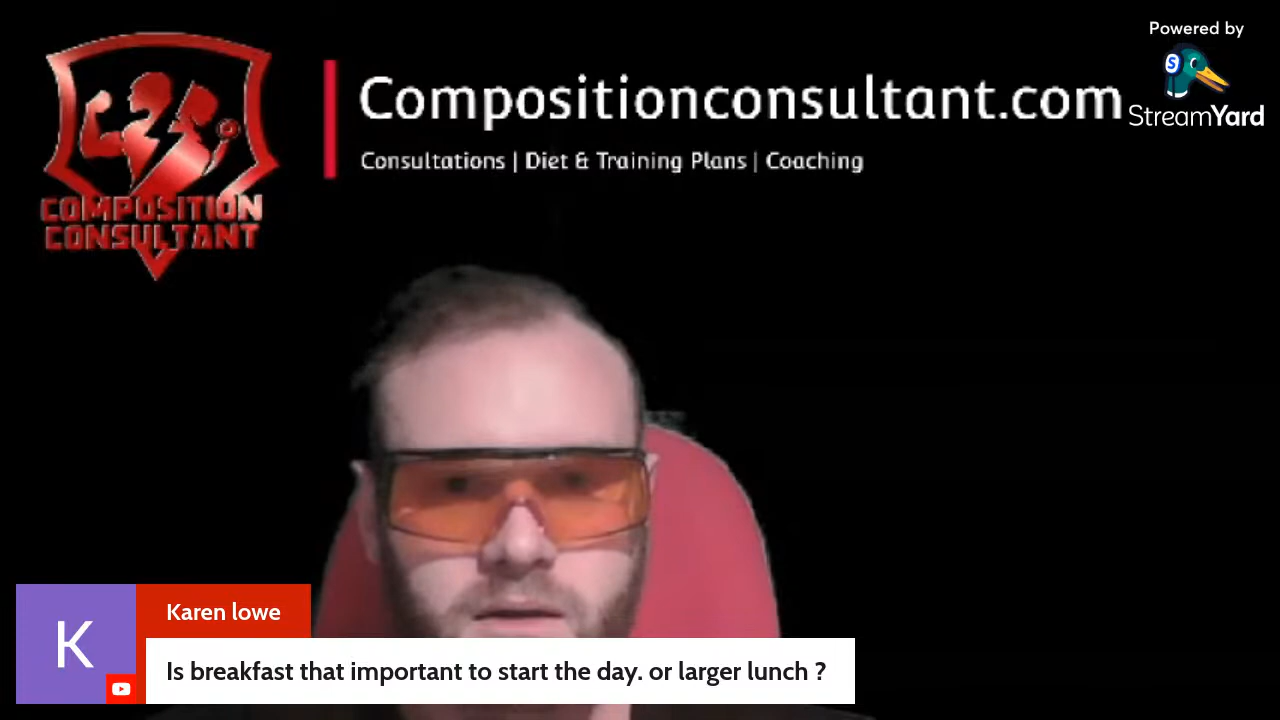 Powered by
S
StreamYard
Compositionconsultant.com
Consultations | Diet & Training Plans | Coaching
COMPOSITION
CONSULTANT
K
Karen lowe
Is breakfast that important to start the day. or larger lunch ?